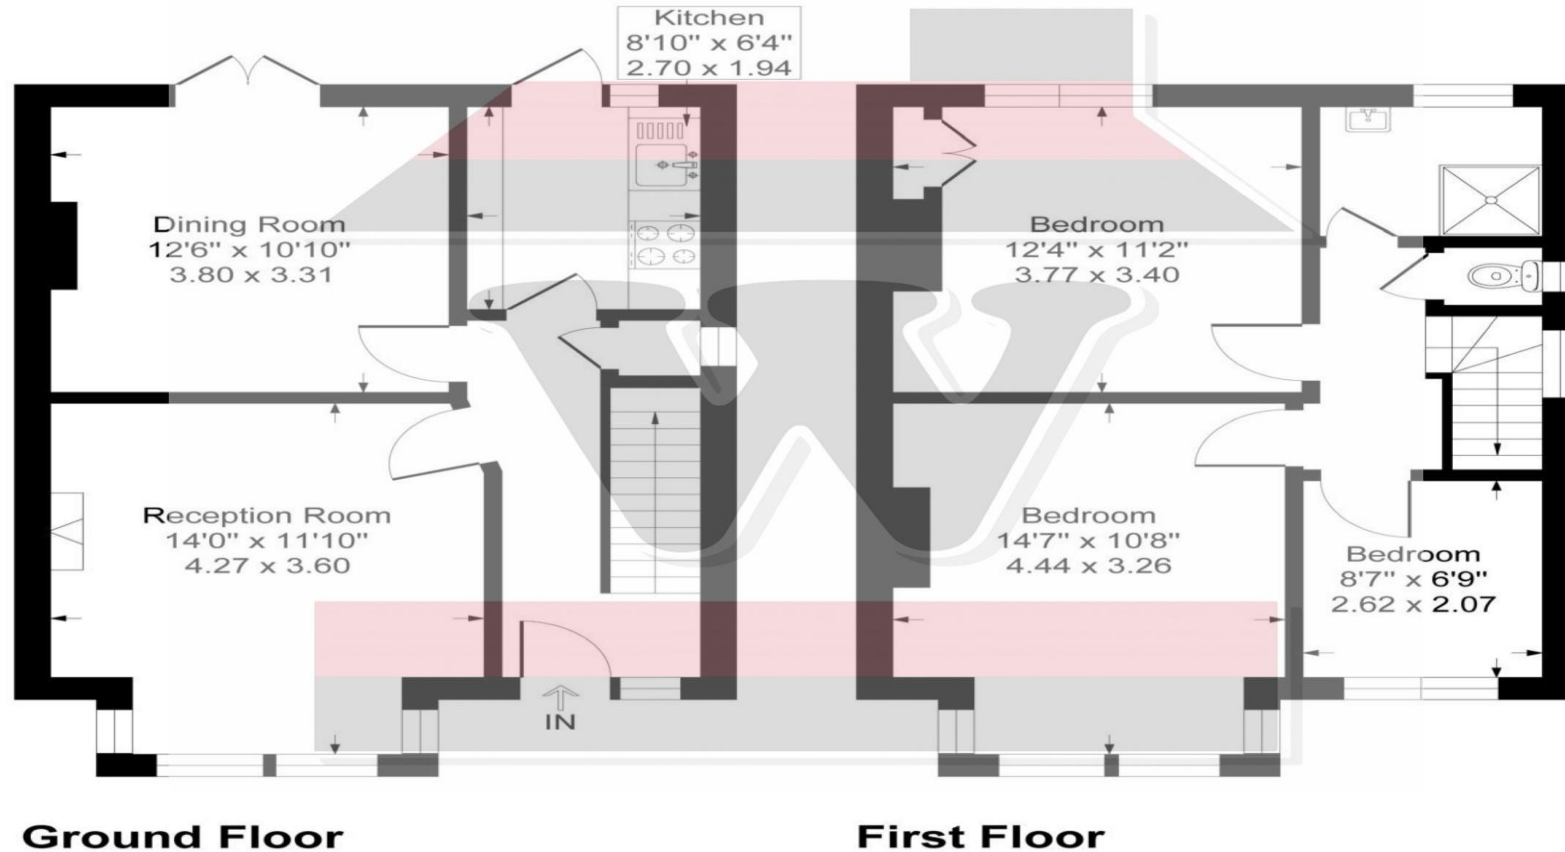 Kitchen
8'10" x 6'4"
2.70 x 1.94
Dining Room
12'6" x 10'10"
3.80 x 3.31
Bedroom
12'4" x 11'2"
3.77 x 3.40
Reception Room
14'0" x 11'10"
4.27 x 3.60
Bedroom
14'7" x 10'8"
4.44 x 3.26
Bedroom
8'7" x 6'9"
2.62 x 2.07
IN
W
Ground Floor
First Floor